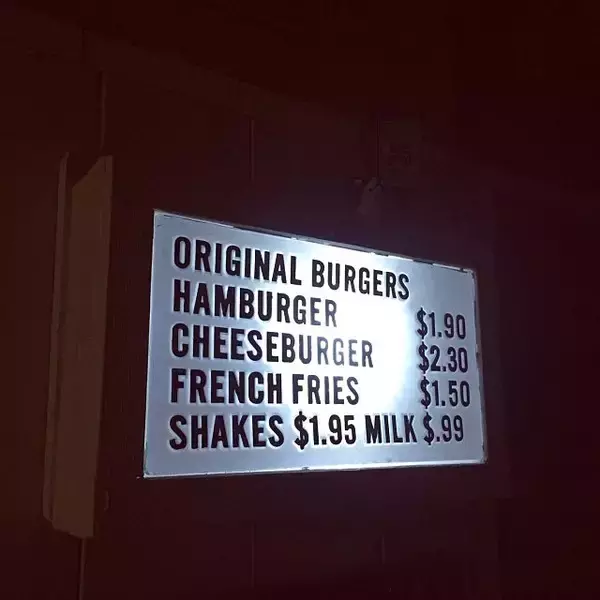 ORIGINAL BURGERS
HAMBURGER $1.90
CHEESEBURGER $2.30
FRENCH FRIES $1.50
SHAKES $1.95 MILK $.99